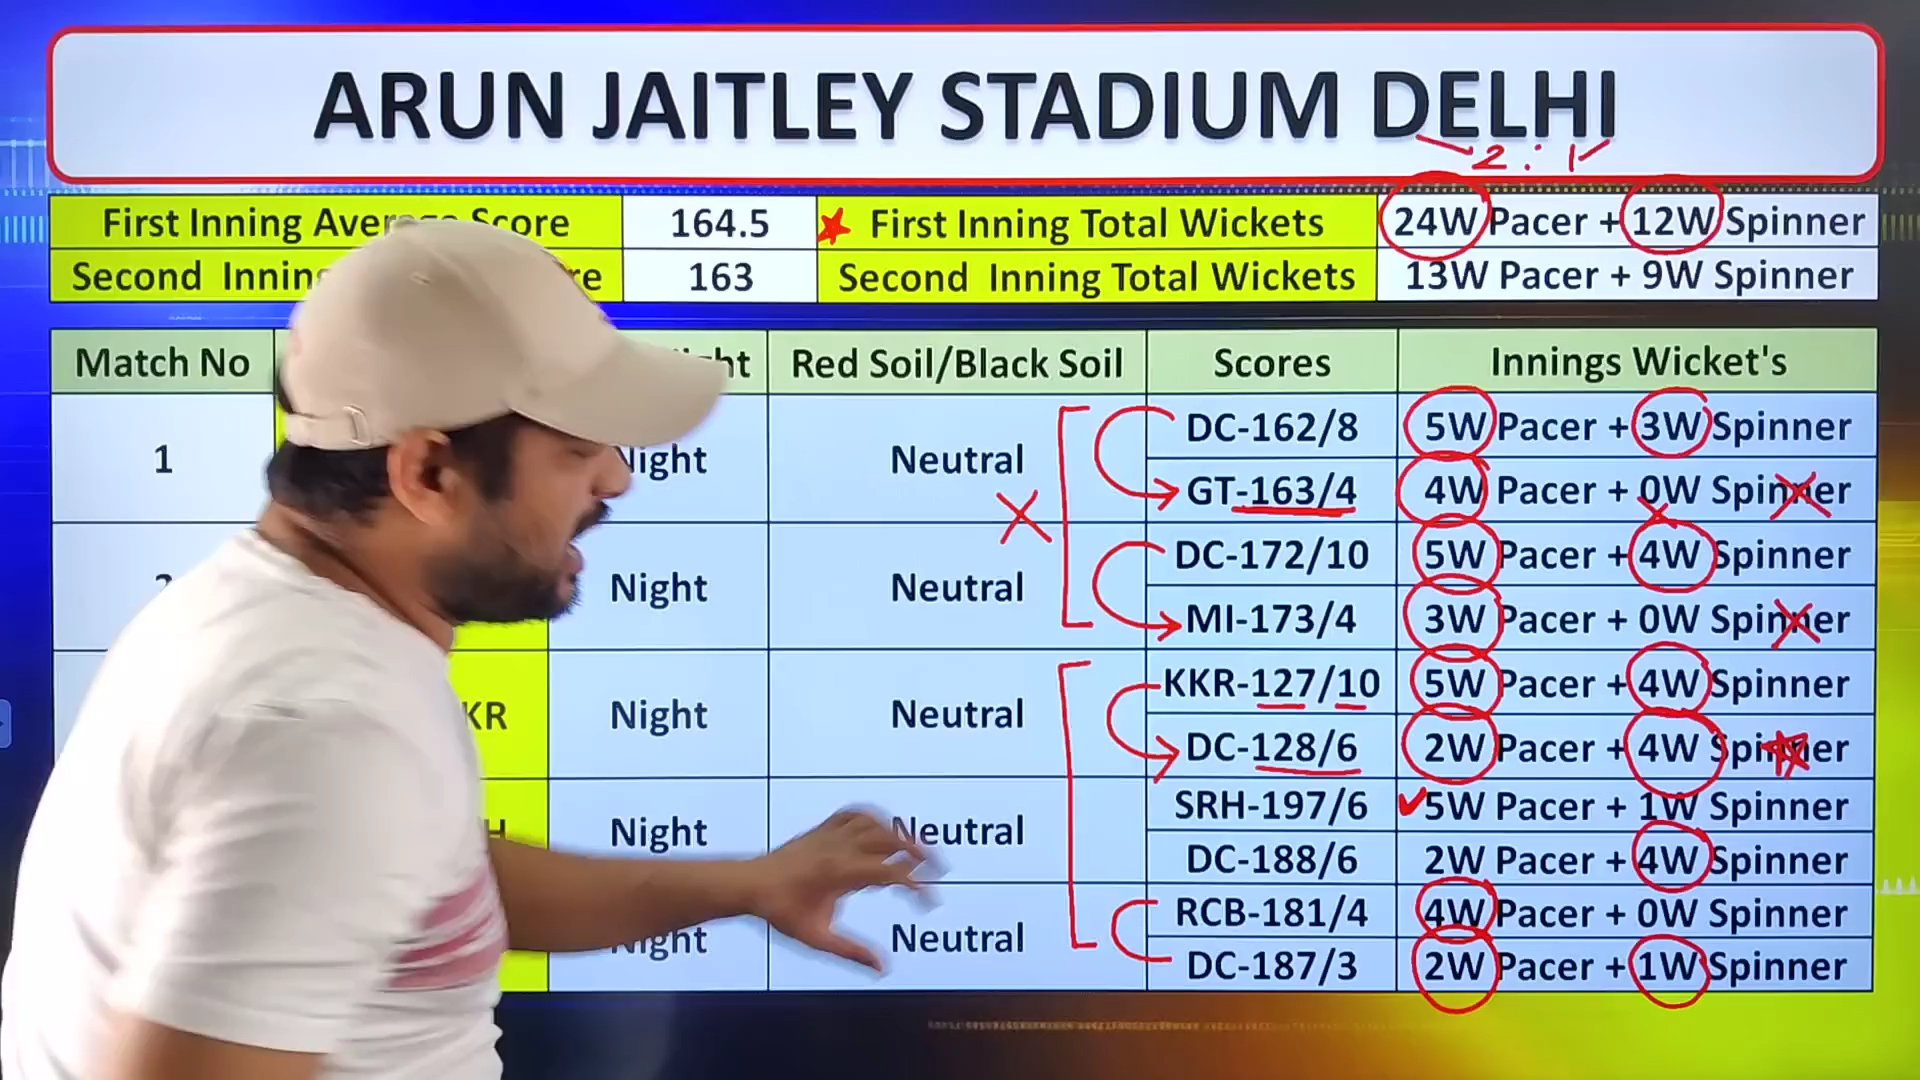 ARUN JAITLEY STADIUM DELHI
2 : 1
First Inning Average Score 164.5 First Inning Total Wickets 24W Pacer + 12W Spinner
Second Inning re 163 Second Inning Total Wickets 13W Pacer + 9W Spinner
Match No ht Red Soil/Black Soil Scores Innings Wicket's
1 Night Neutral DC-162/8 5W Pacer + 3W Spinner
GT-163/4 4W Pacer + 0W Spinner
Night Neutral DC-172/10 5W Pacer + 4W Spinner
MI-173/4 3W Pacer + 0W Spinner
KR Night Neutral KKR-127/10 5W Pacer + 4W Spinner
DC-128/6 2W Pacer + 4W Spinner
H Night Neutral SRH-197/6 5W Pacer + 1W Spinner
DC-188/6 2W Pacer + 4W Spinner
Night Neutral RCB-181/4 4W Pacer + 0W Spinner
DC-187/3 2W Pacer + 1W Spinner